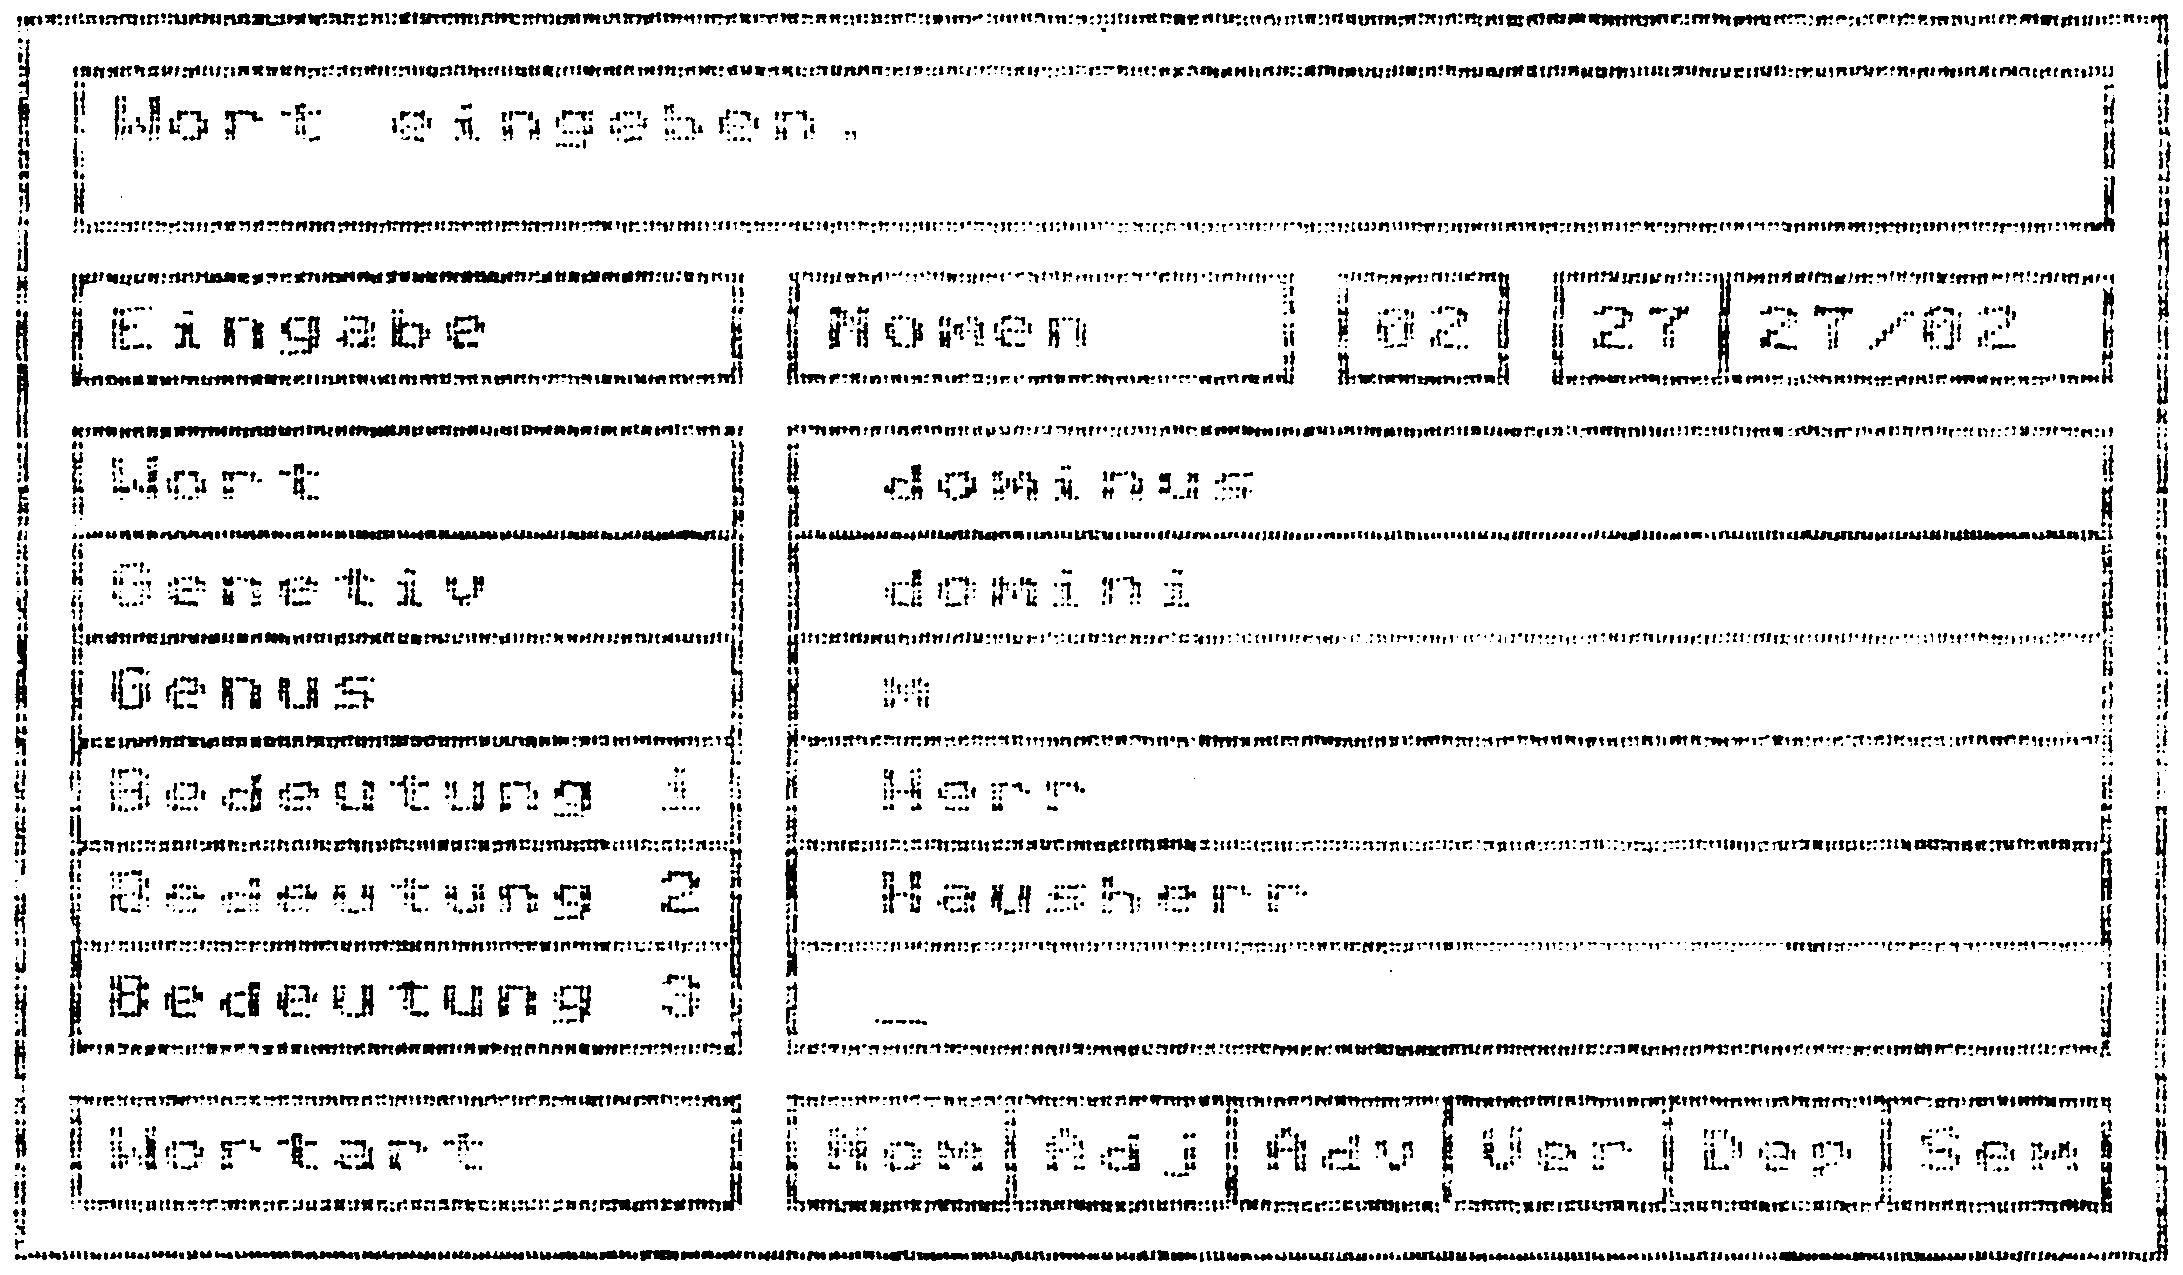 Wort eingeben.
Eingabe Nomen 02 27 27/02
Wort dominus
Genetiv domini
Genus m
Bedeutung 1 Herr
Bedeutung 2 Hausherr
Bedeutung 3 _
Wortart Nom Adj Adv Ver Dep Sem